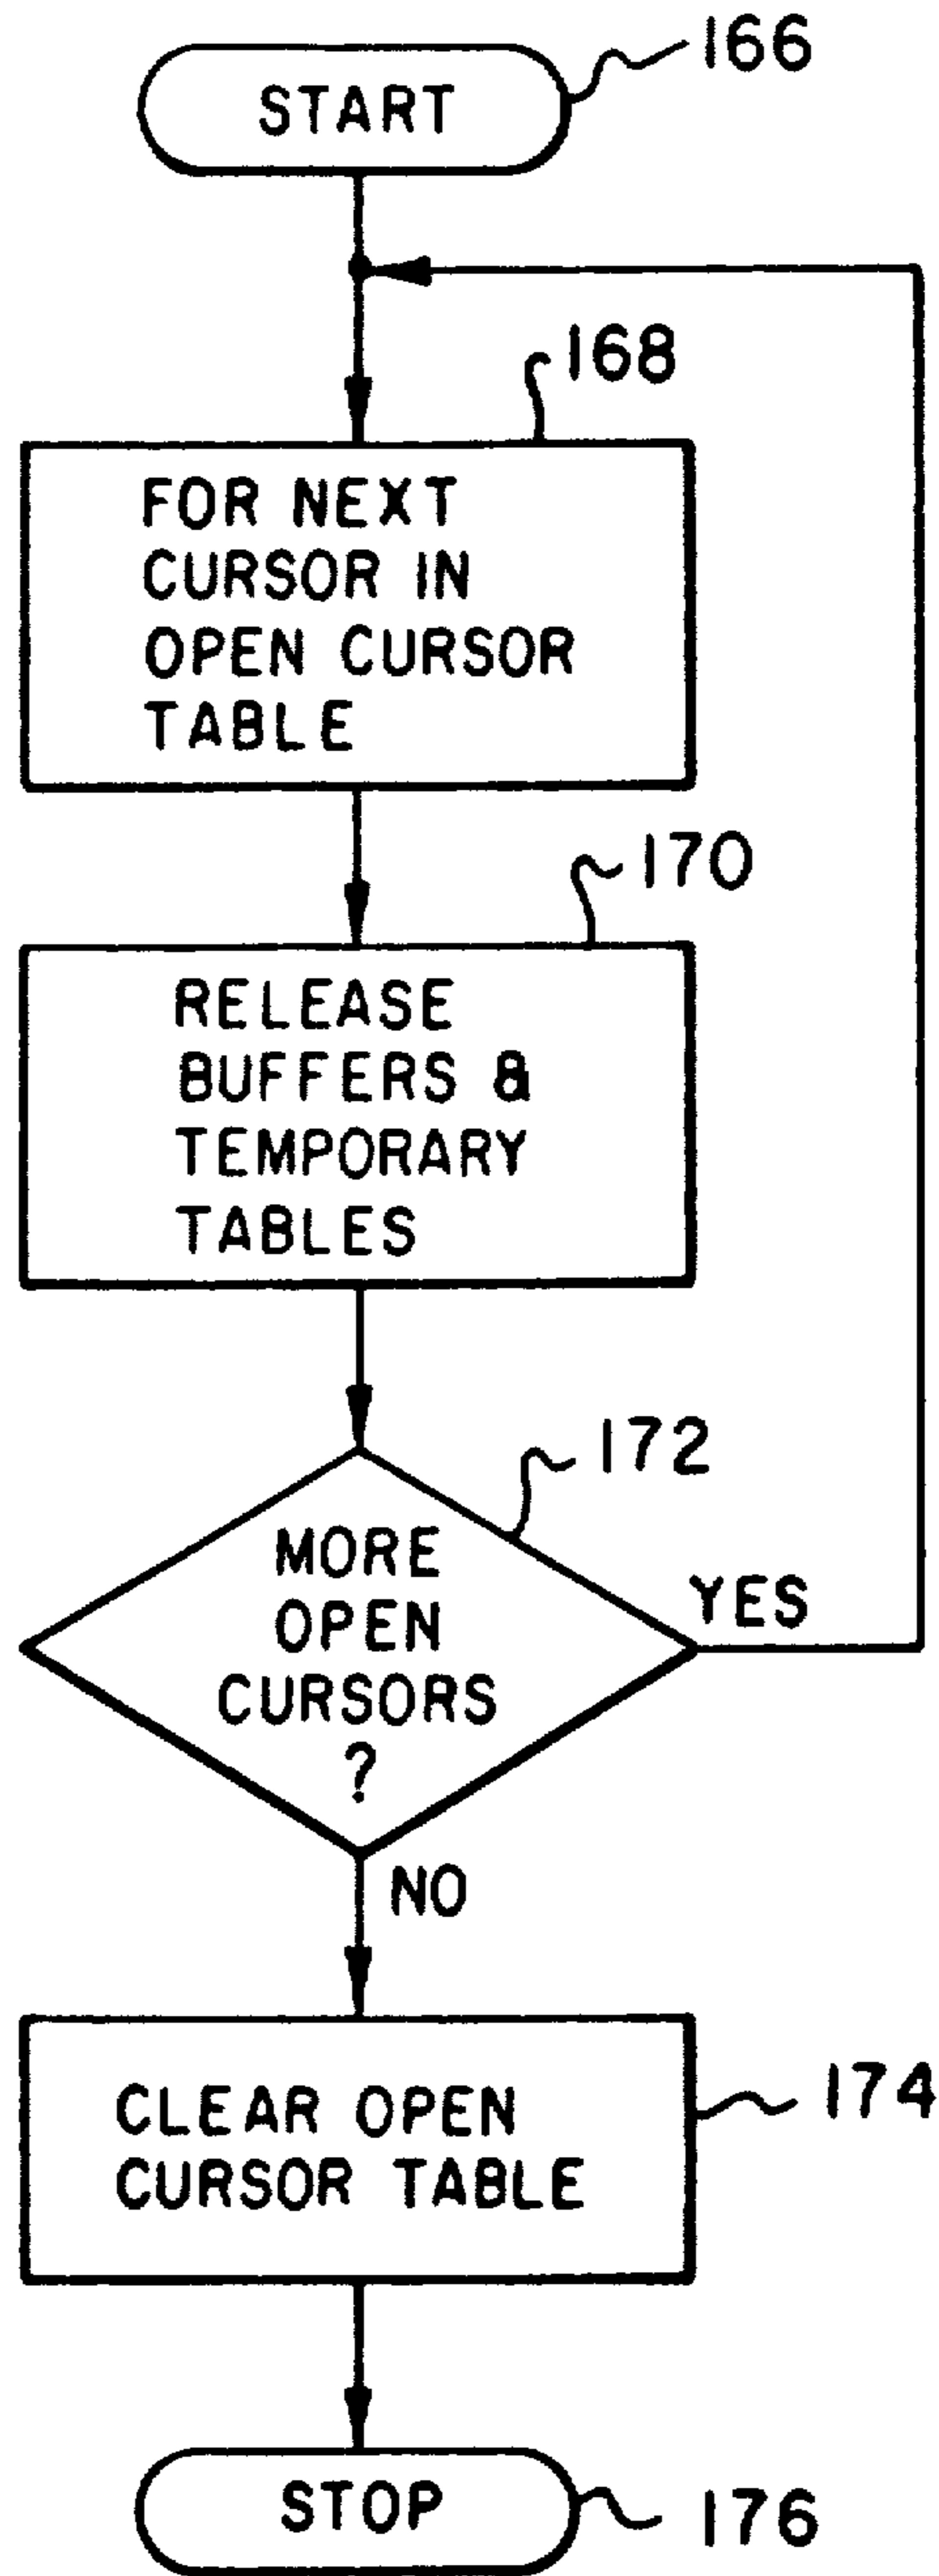 START
166
168
FOR NEXT
CURSOR IN
OPEN CURSOR
TABLE
170
RELEASE
BUFFERS &
TEMPORARY
TABLES
172
MORE
OPEN
CURSORS
?
YES
NO
CLEAR OPEN
CURSOR TABLE
174
STOP
176